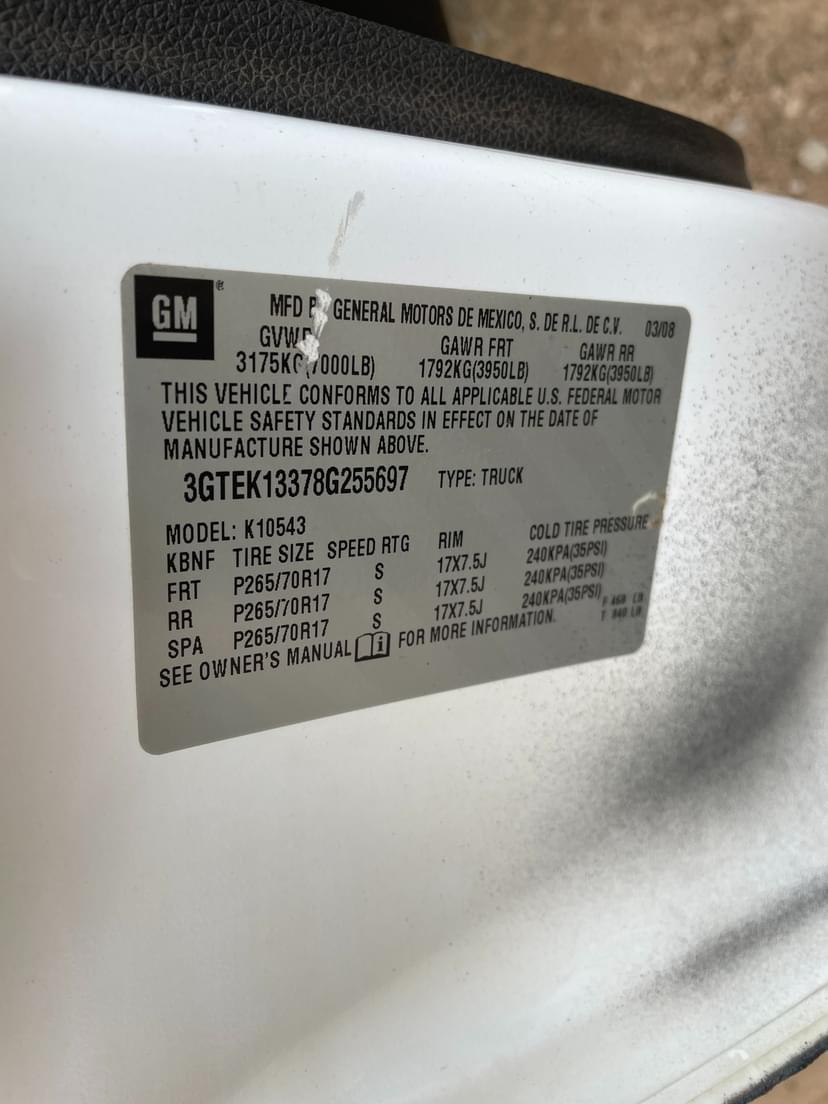 GM ®
MFD BY GENERAL MOTORS DE MEXICO, S. DE R.L. DE C.V. 03/08
GVWR GAWR FRT GAWR RR
3175KG(7000LB) 1792KG(3950LB) 1792KG(3950LB)
THIS VEHICLE CONFORMS TO ALL APPLICABLE U.S. FEDERAL MOTOR
VEHICLE SAFETY STANDARDS IN EFFECT ON THE DATE OF
MANUFACTURE SHOWN ABOVE.
3GTEK13378G255697 TYPE: TRUCK
MODEL: K10543
KBNF TIRE SIZE SPEED RTG RIM COLD TIRE PRESSURE
FRT P265/70R17 S 17X7.5J 240KPA(35PSI)
RR P265/70R17 S 17X7.5J 240KPA(35PSI)
SPA P265/70R17 S 17X7.5J 240KPA(35PSI)
SEE OWNER'S MANUAL i FOR MORE INFORMATION.